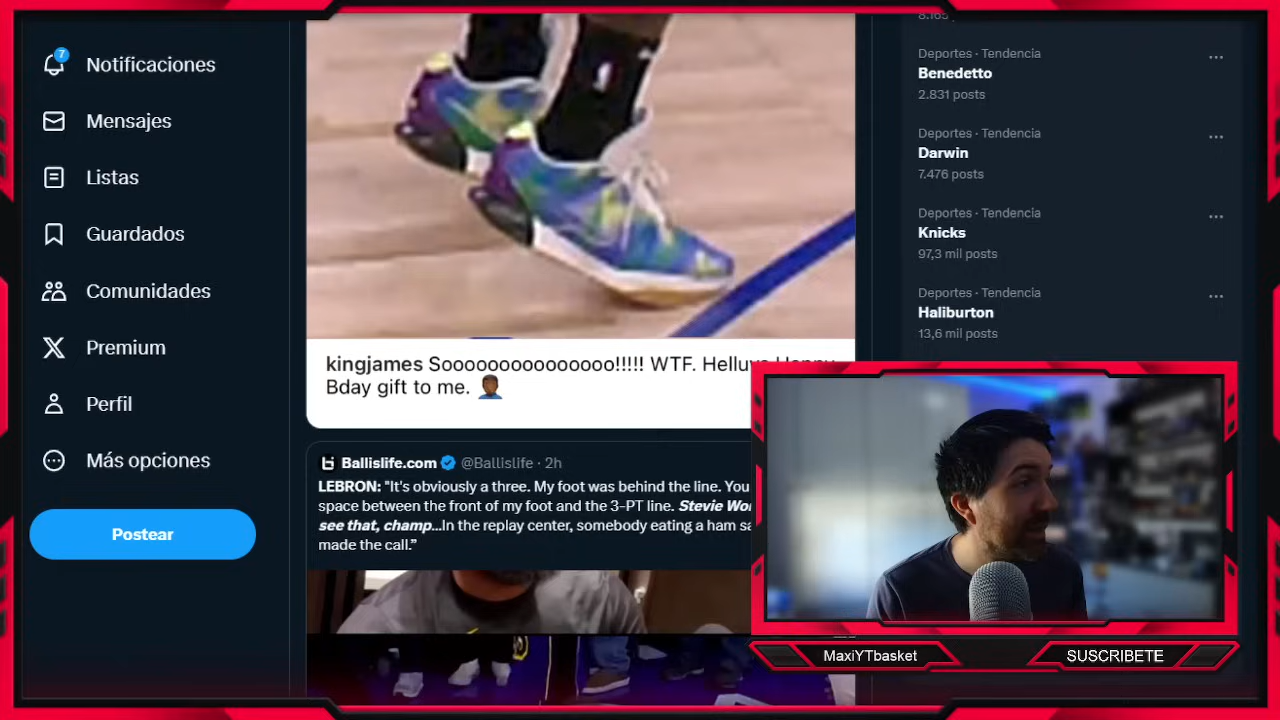 7
Notificaciones
Mensajes
Listas
Guardados
Comunidades
Premium
Perfil
Más opciones
Postear
kingjames Sooooooooooooooo!!!!! WTF.
Bday gift to me.
Ballislife.com @Ballislife · 2h
LEBRON: "It's obviously a three. My foot was behind the line. You
space between the front of my foot and the 3-PT line. Stevie
see that, champ...In the replay center, somebody eating a ham
made the call.”
Deportes · Tendencia
Benedetto
2.831 posts
Deportes · Tendencia
Darwin
7.476 posts
Deportes · Tendencia
Knicks
97,3 mil posts
Deportes · Tendencia
Haliburton
13,6 mil posts
MaxiYTbasket
SUSCRIBETE